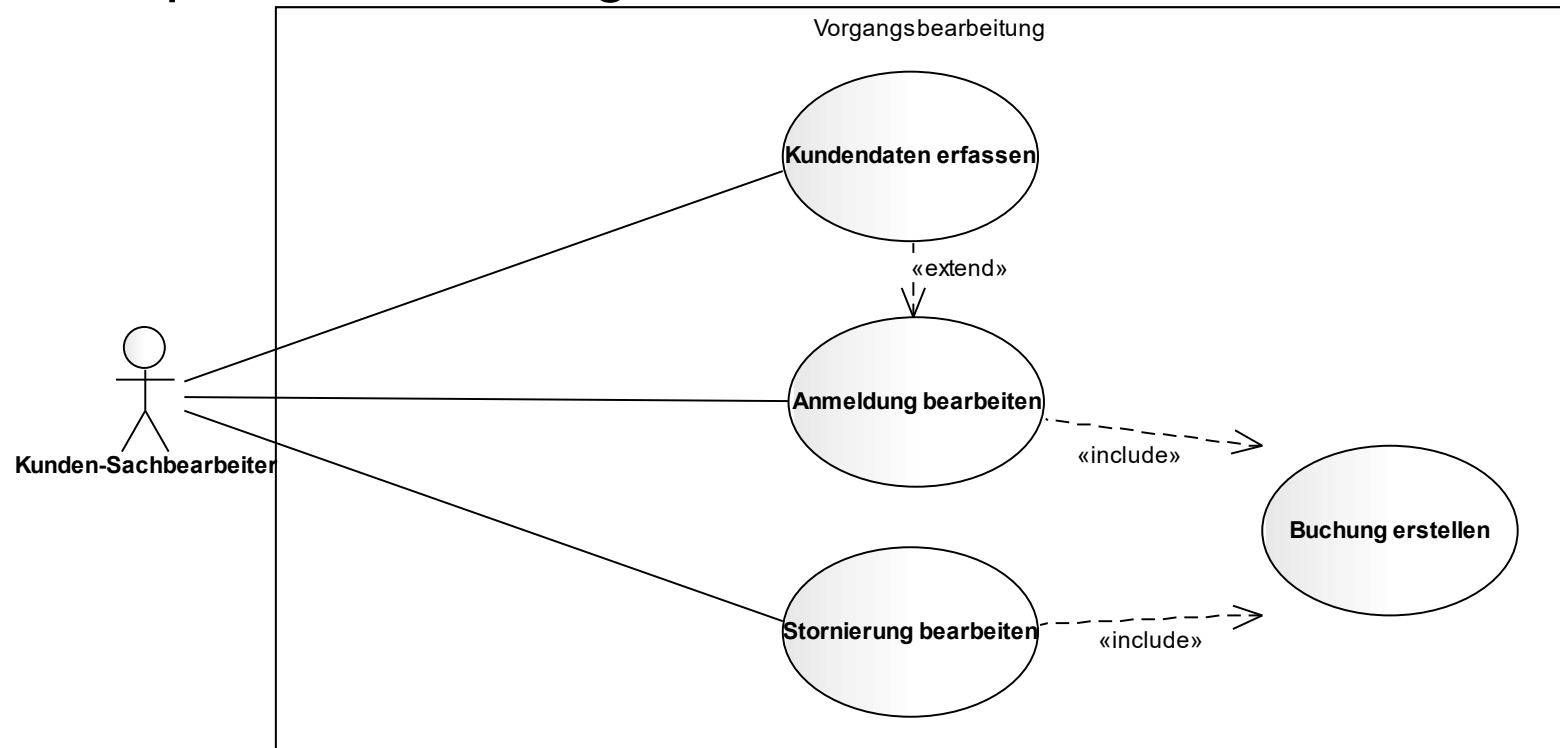 Vorgangsbearbeitung
Kundendaten erfassen
«extend»
Anmeldung bearbeiten
«include»
Kunden-Sachbearbeiter
Buchung erstellen
Stornierung bearbeiten
«include»